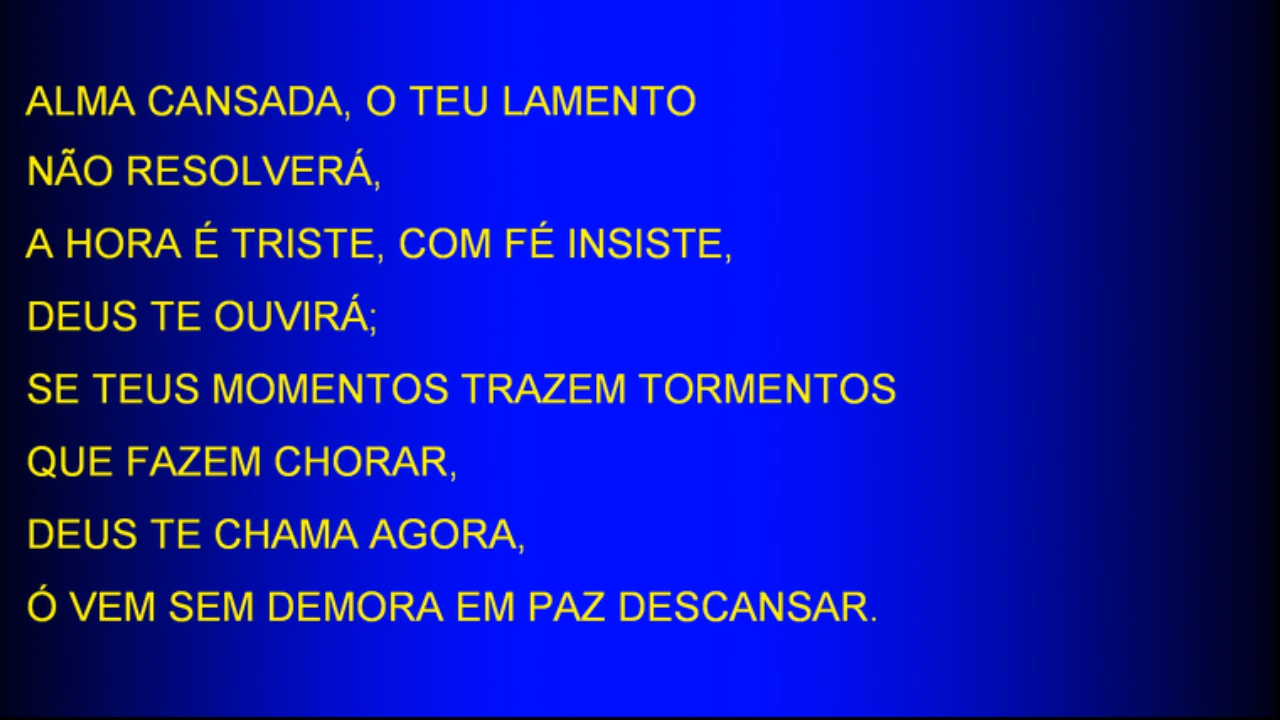 ALMA CANSADA, O TEU LAMENTO
NÃO RESOLVERÁ,
A HORA É TRISTE, COM FÉ INSISTE,
DEUS TE OUVIRÁ;
SE TEUS MOMENTOS TRAZEM TORMENTOS
QUE FAZEM CHORAR,
DEUS TE CHAMA AGORA,
Ó VEM SEM DEMORA EM PAZ DESCANSAR.